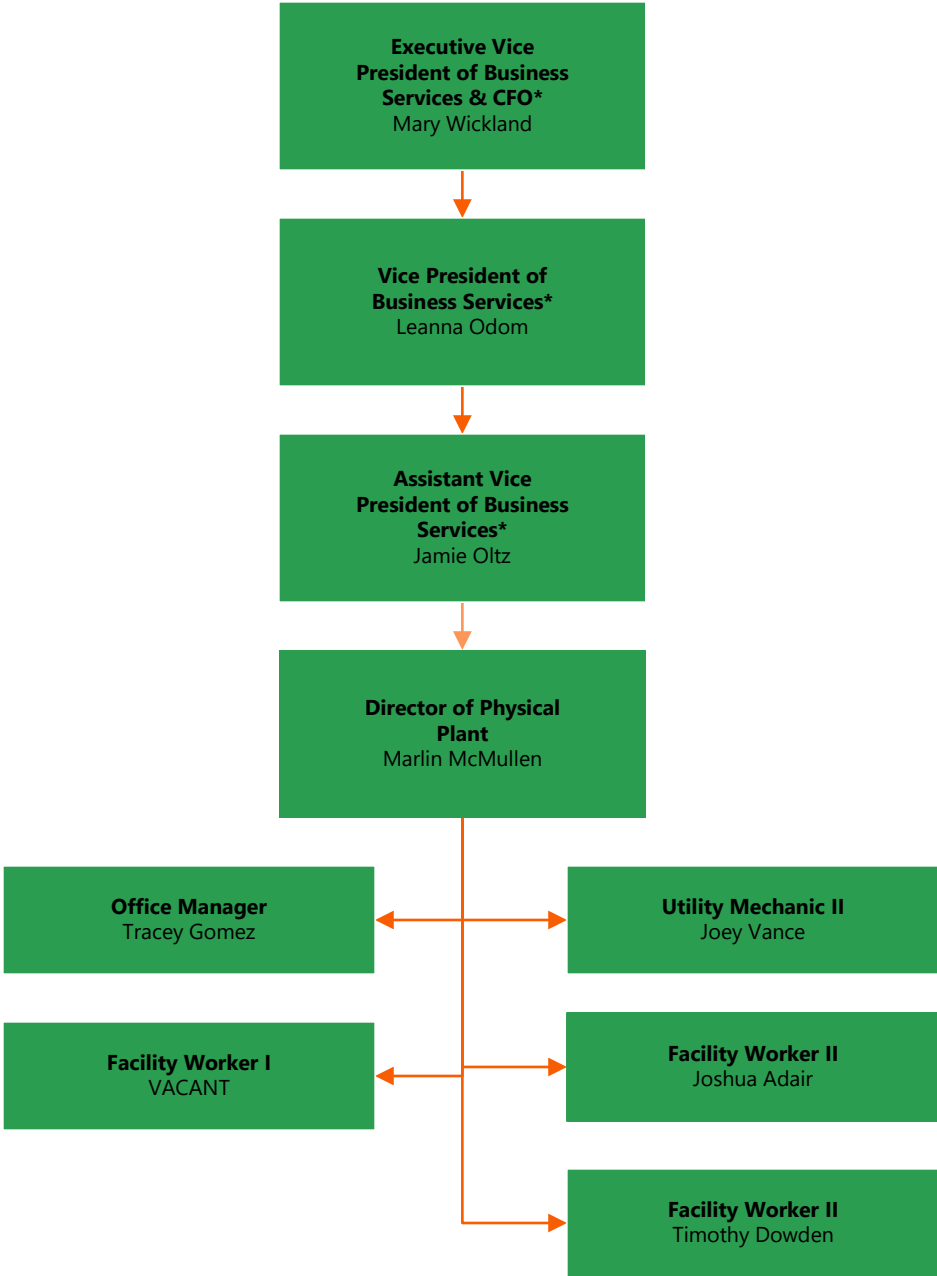 Executive Vice
President of Business
Services & CFO*
Mary Wickland
Vice President of
Business Services*
Leanna Odom
Assistant Vice
President of Business
Services*
Jamie Oltz
Director of Physical
Plant
Marlin McMullen
Office Manager
Tracey Gomez
Utility Mechanic II
Joey Vance
Facility Worker I
VACANT
Facility Worker II
Joshua Adair
Facility Worker II
Timothy Dowden